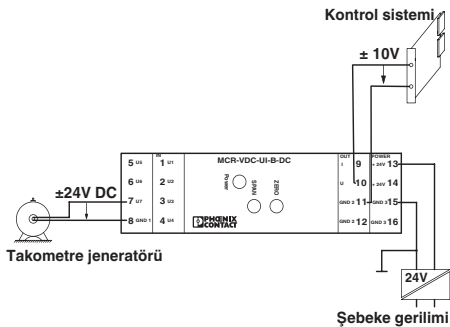 Kontrol sistemi
± 10V
IN
MCR-VDC-UI-B-DC
OUT POWER
5 U5 1 U1
I 9 + 24V 13
6 U6 2 U2
Power
SPAN
ZERO
U 10 + 24V 14
±24V DC
7 U7 3 U3
GND 2 11 GND 3 15
8 GND 1 4 U4
PHŒNIX
CONTACT
GND 2 12 GND 3 16
Takometre jeneratörü
24V
Şebeke gerilimi